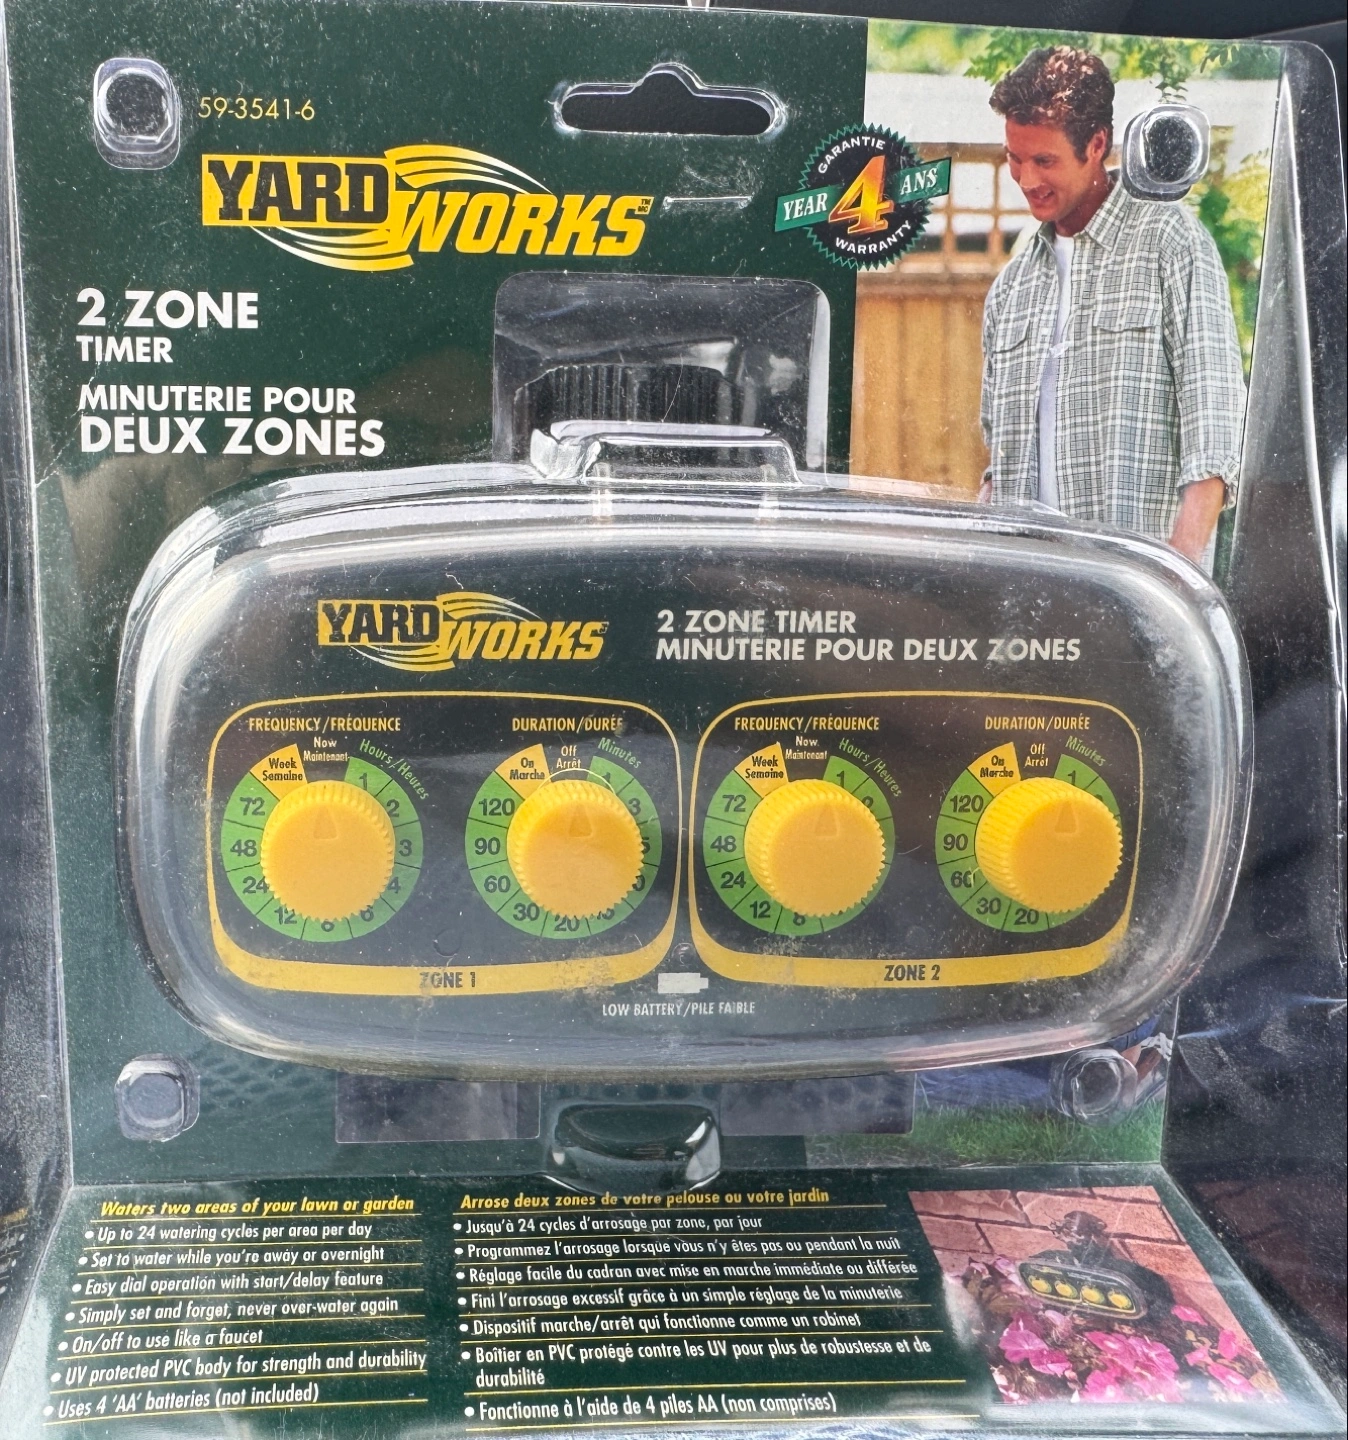 59-3541-6
YARDWORKS
TM
MC
GARANTIE
YEAR 4 ANS
WARRANTY
2 ZONE
TIMER
MINUTERIE POUR
DEUX ZONES
YARDWORKS
2 ZONE TIMER
MINUTERIE POUR DEUX ZONES
FREQUENCY/FRÉQUENCE
Now
Maintenant
Hours/Heures
Week
Semaine
1
2
3
4
6
8
12
24
48
72
DURATION/DURÉE
Off
Arrêt
Minutes
On
Marche
1
3
20
30
60
90
120
ZONE 1
FREQUENCY/FRÉQUENCE
Now
Maintenant
Hours/Heures
Week
Semaine
1
2
8
12
24
48
72
DURATION/DURÉE
Off
Arrêt
Minutes
On
Marche
1
20
30
60
90
120
ZONE 2
LOW BATTERY/PILE FAIBLE
Waters two areas of your lawn or garden
• Up to 24 watering cycles per area per day
• Set to water while you're away or overnight
• Easy dial operation with start/delay feature
• Simply set and forget, never over-water again
• On/off to use like a faucet
• UV protected PVC body for strength and durability
• Uses 4 'AA' batteries (not included)
Arrose deux zones de votre pelouse ou votre jardin
• Jusqu'à 24 cycles d'arrosage par zone, par jour
• Programmez l'arrosage lorsque vous n'y êtes pas ou pendant la nuit
• Réglage facile du cadran avec mise en marche immédiate ou différée
• Fini l'arrosage excessif grâce à un simple réglage de la minuterie
• Dispositif marche/arrêt qui fonctionne comme un robinet
• Boîtier en PVC protégé contre les UV pour plus de robustesse et de
durabilité
• Fonctionne à l'aide de 4 piles AA (non comprises)